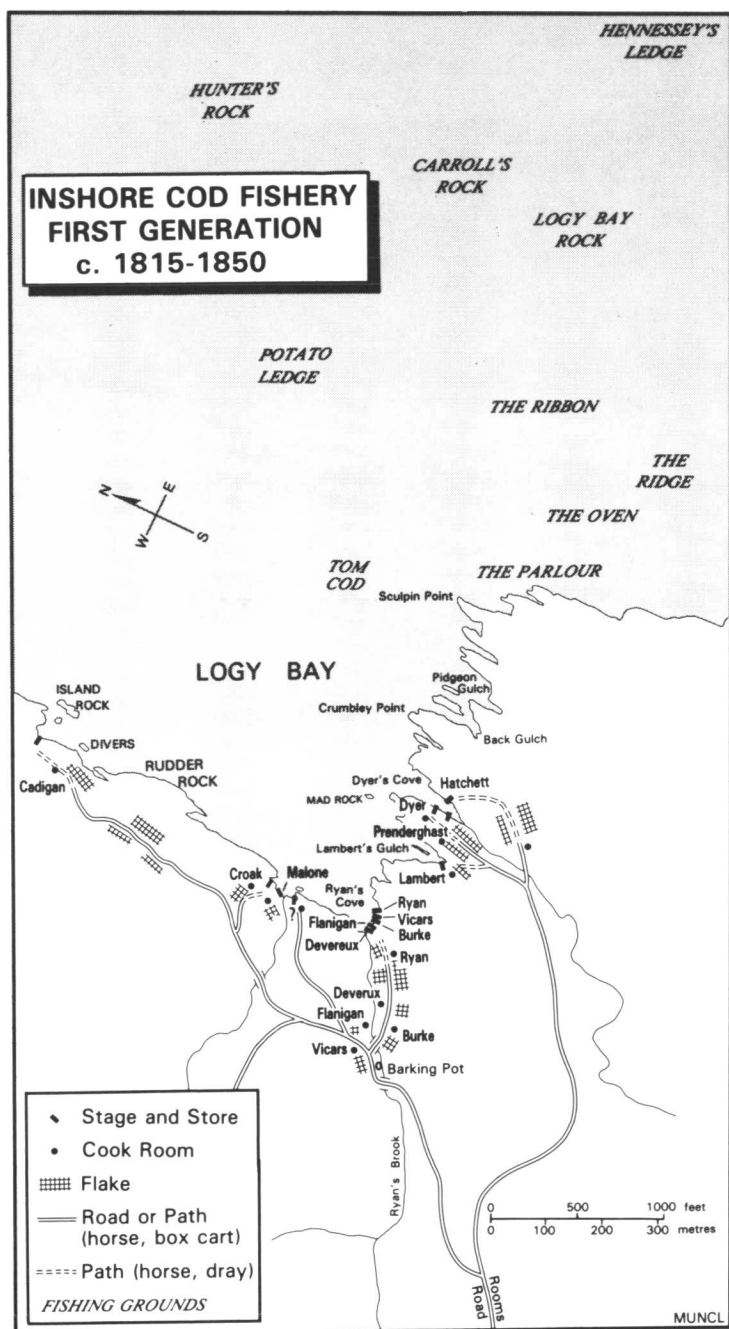 HENNESSEY'S
LEDGE
HUNTER'S
ROCK
CARROLL'S
ROCK
INSHORE COD FISHERY
FIRST GENERATION
c. 1815-1850
LOGY BAY
ROCK
POTATO
LEDGE
THE RIBBON
THE
RIDGE
N
E
W
S
THE OVEN
TOM
COD
THE PARLOUR
Sculpin Point
LOGY BAY
Pidgeon
Gulch
ISLAND
ROCK
Crumbley Point
DIVERS
Back Gulch
RUDDER
ROCK
Cadigan
Dyer's Cove
Hatchett
MAD ROCK
Dyer
Prenderghast
Lambert's Gulch
Croak
Malone
Lambert
Ryan's
Cove
?
Ryan
Flanigan
Vicars
Burke
Devereux
Ryan
Deverux
Flanigan
Burke
Vicars
Barking Pot
Stage and Store
Cook Room
Flake
Road or Path
(horse, box cart)
Path (horse, dray)
FISHING GROUNDS
Ryan's Brook
0 500 1000 feet
0 100 200 300 metres
Rooms
Road
MUNCL